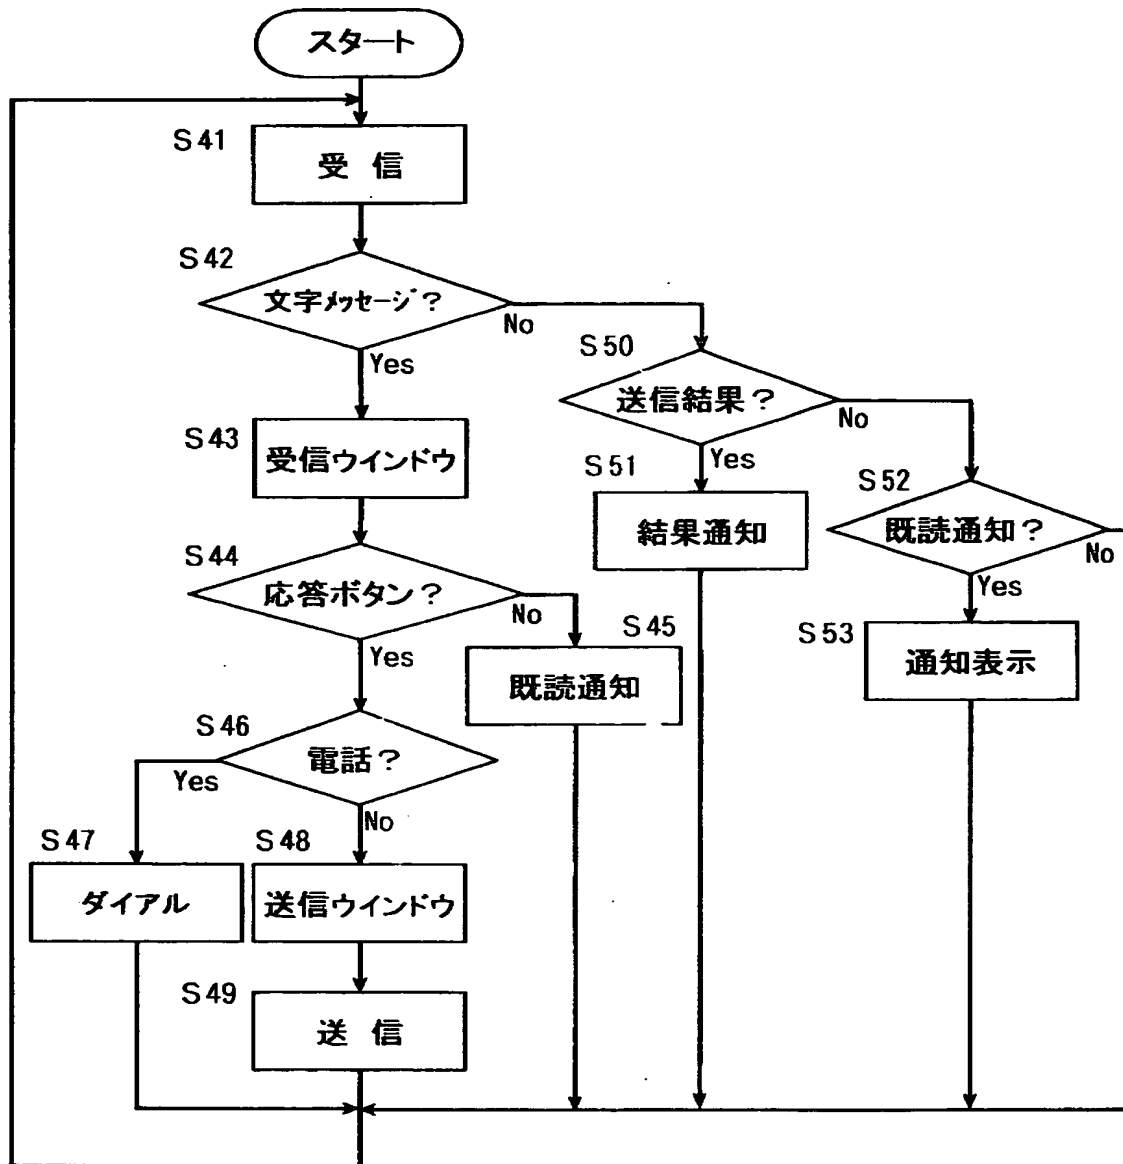 スタート
S41
受 信
S42
文字メッセージ?
No
Yes
S50
送信結果?
No
Yes
S43
受信ウインドウ
S51
結果通知
S52
既読通知?
No
Yes
S44
応答ボタン?
No
Yes
S45
既読通知
S53
通知表示
S46
電話?
Yes
No
S47
ダイアル
S48
送信ウインドウ
S49
送 信